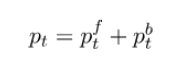 $p_t = p_t^f + p_t^b$